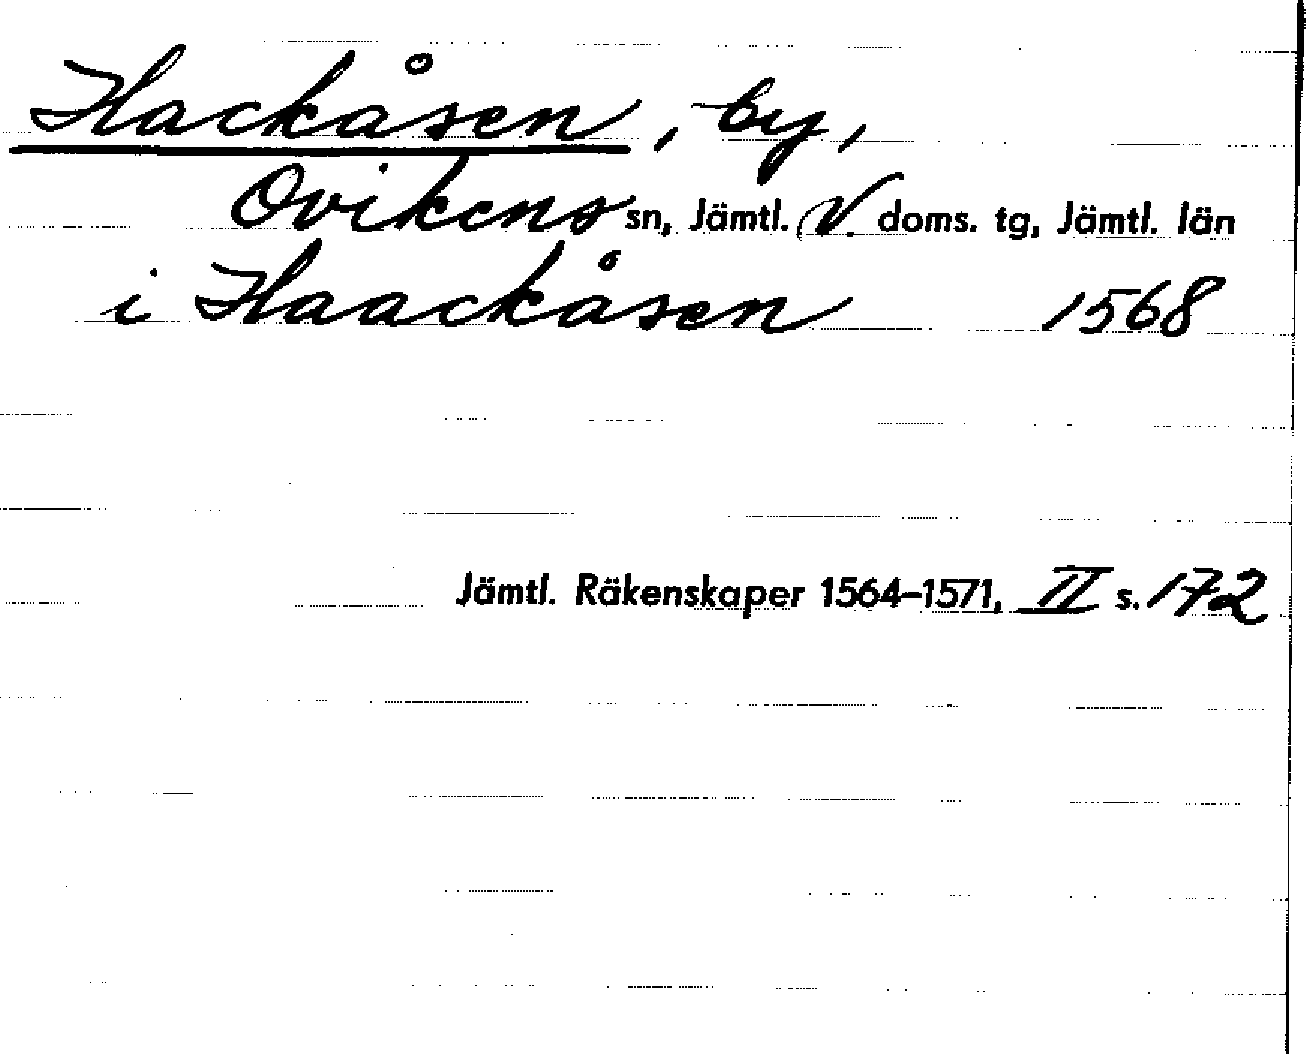 Hackåsen, by,
Ovikens sn, Jämtl. V. doms. tg, Jämtl. län
i Haackåsen 1568
Jämtl. Räkenskaper 1564–1571, II s. 172